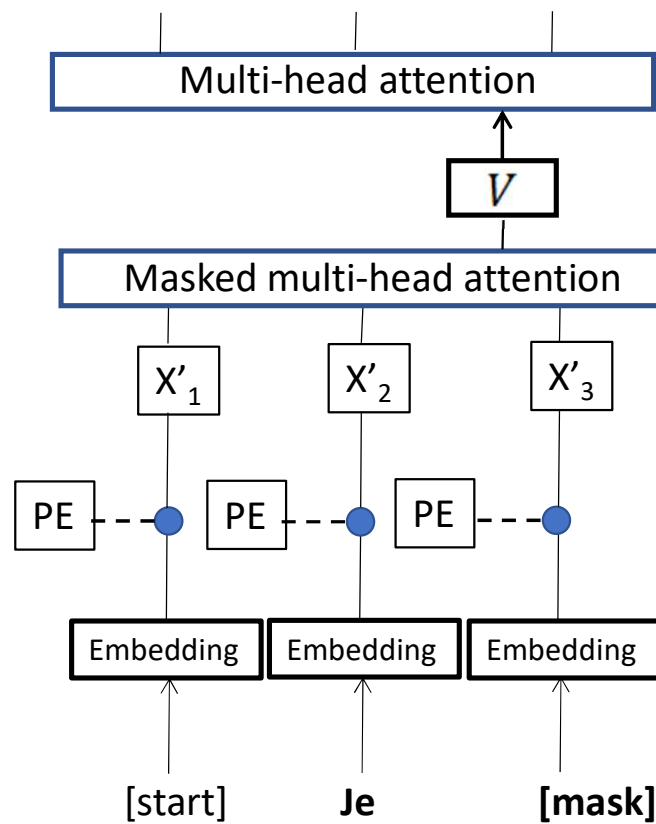 Multi-head attention
V
Masked multi-head attention
X’1 X’2 X’3
PE PE PE
Embedding Embedding Embedding
[start] Je [mask]